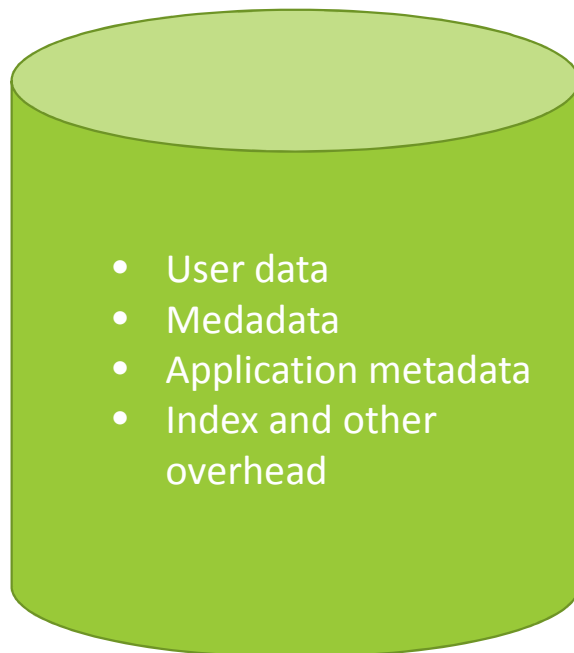 • User data
• Medadata
• Application metadata
• Index and other
overhead